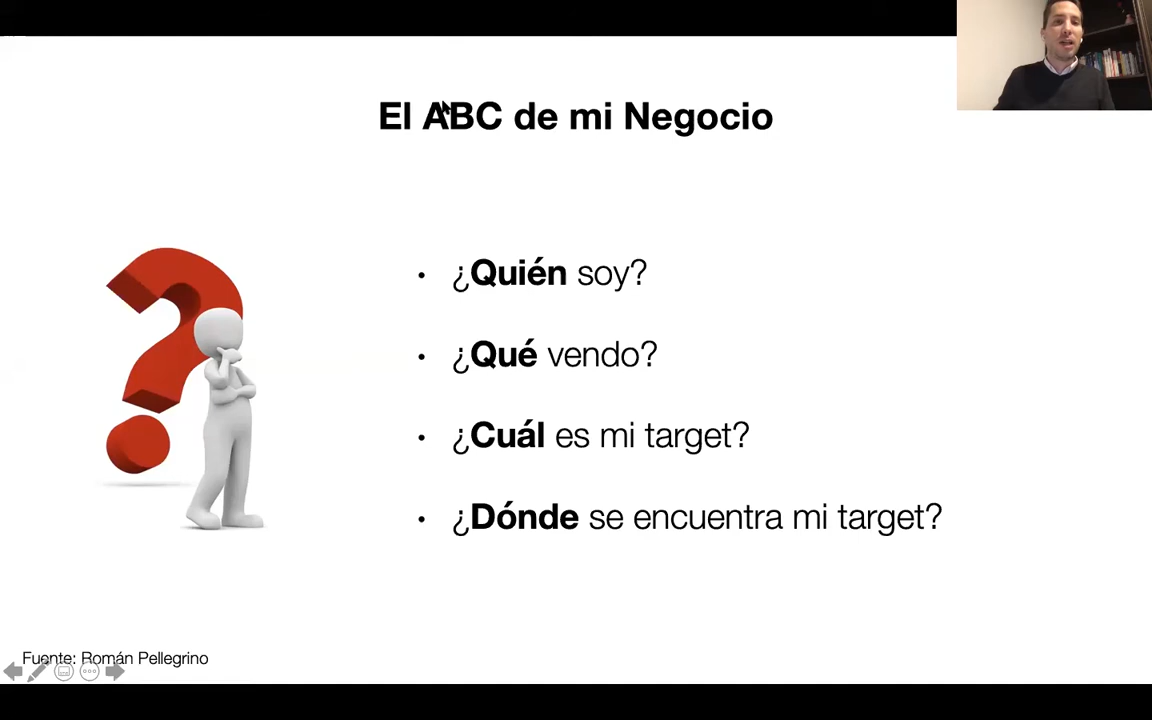 El ABC de mi Negocio
• ¿Quién soy?
• ¿Qué vendo?
• ¿Cuál es mi target?
• ¿Dónde se encuentra mi target?
Fuente: Román Pellegrino